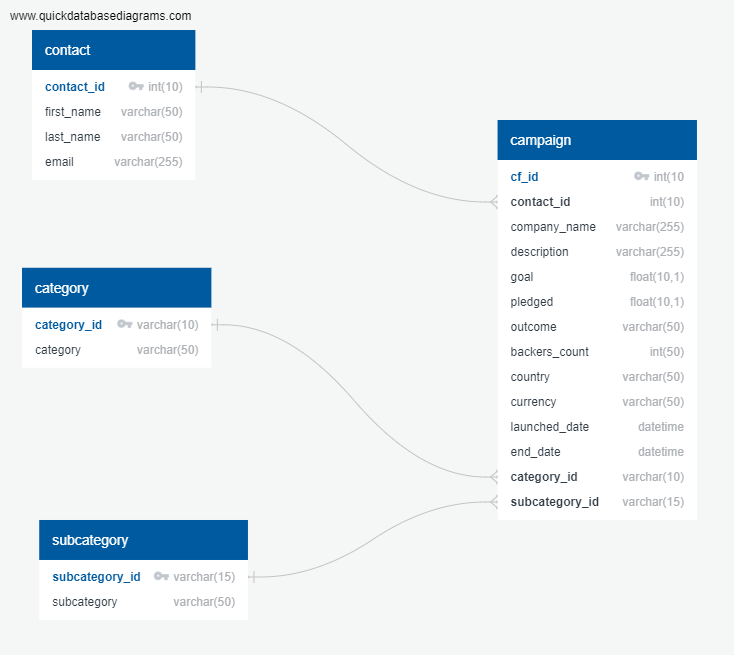 www.quickdatabasediagrams.com
contact
contact_id int(10)
first_name varchar(50)
last_name varchar(50)
email varchar(255)
campaign
cf_id int(10
contact_id int(10)
company_name varchar(255)
description varchar(255)
goal float(10,1)
pledged float(10,1)
outcome varchar(50)
backers_count int(50)
country varchar(50)
currency varchar(50)
launched_date datetime
end_date datetime
category_id varchar(10)
subcategory_id varchar(15)
category
category_id varchar(10)
category varchar(50)
subcategory
subcategory_id varchar(15)
subcategory varchar(50)